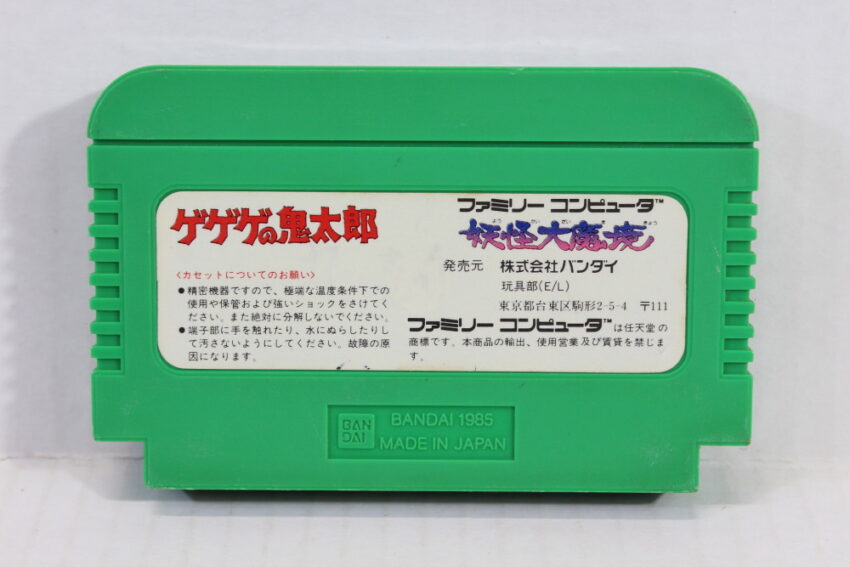 ゲゲゲの鬼太郎
〈カセットについてのお願い〉
●精密機器ですので、極端な温度条件下での
使用や保管および強いショックをさけてく
ださい。また絶対に分解しないでください。
●端子部に手を触れたり、水にぬらしたりし
て汚さないようにしてください。故障の原
因になります。
ファミリー コンピュータ™
よう かい だい ま きょう
妖怪大魔境
発売元 株式会社バンダイ
玩具部(E/L)
東京都台東区駒形2-5-4 〒111
ファミリー コンピュータ™は任天堂の
商標です。本商品の輸出、使用営業及び賃貸を禁じま
す。
BAN
DAI
BANDAI 1985
MADE IN JAPAN